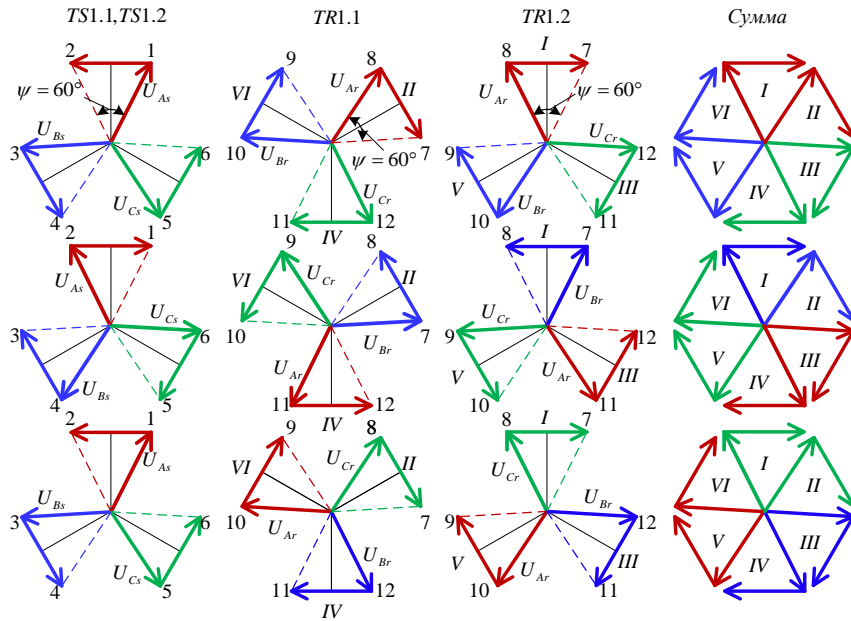 TS1.1,TS1.2 TR1.1 TR1.2 Сумма
2 1 9 8 8 I 7
ψ = 60° U_As VI U_Ar II U_Ar ψ = 60° VI I II
3 U_Bs 6 10 U_Br ψ = 60° 7 9 U_Cr 12 V III
4 U_Cs 5 U_Cr V U_Br III IV
11 IV 12 10 11
2 1 9 8 8 I 7
U_As U_Cs VI U_Cr II U_Br VI I II
3 6 10 U_Br 7 9 U_Cr 12
4 U_Bs 5 U_Ar V U_Ar III V IV III
11 IV 12 10 11
2 1 9 8 8 I 7
U_As VI U_Cr II U_Cr VI I II
3 U_Bs 6 10 U_Ar 7 9 U_Br 12
4 U_Cs 5 U_Br V U_Ar III V IV III
11 IV 12 10 11